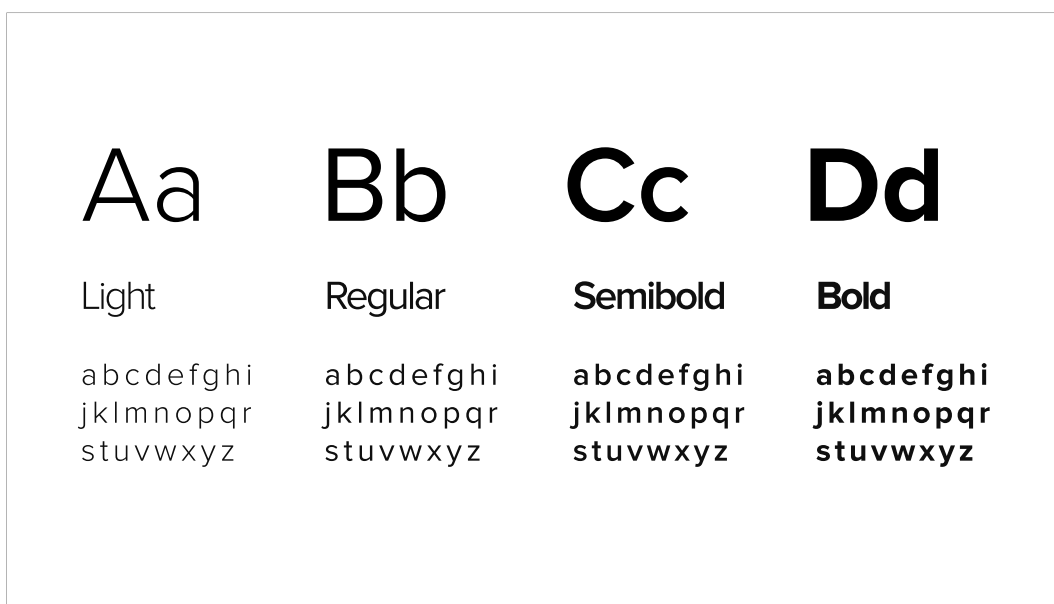 Aa
Light
abcdefghi
jklmnopqr
stuvwxyz
Bb
Regular
abcdefghi
jklmnopqr
stuvwxyz
Cc
Semibold
abcdefghi
jklmnopqr
stuvwxyz
Dd
Bold
abcdefghi
jklmnopqr
stuvwxyz